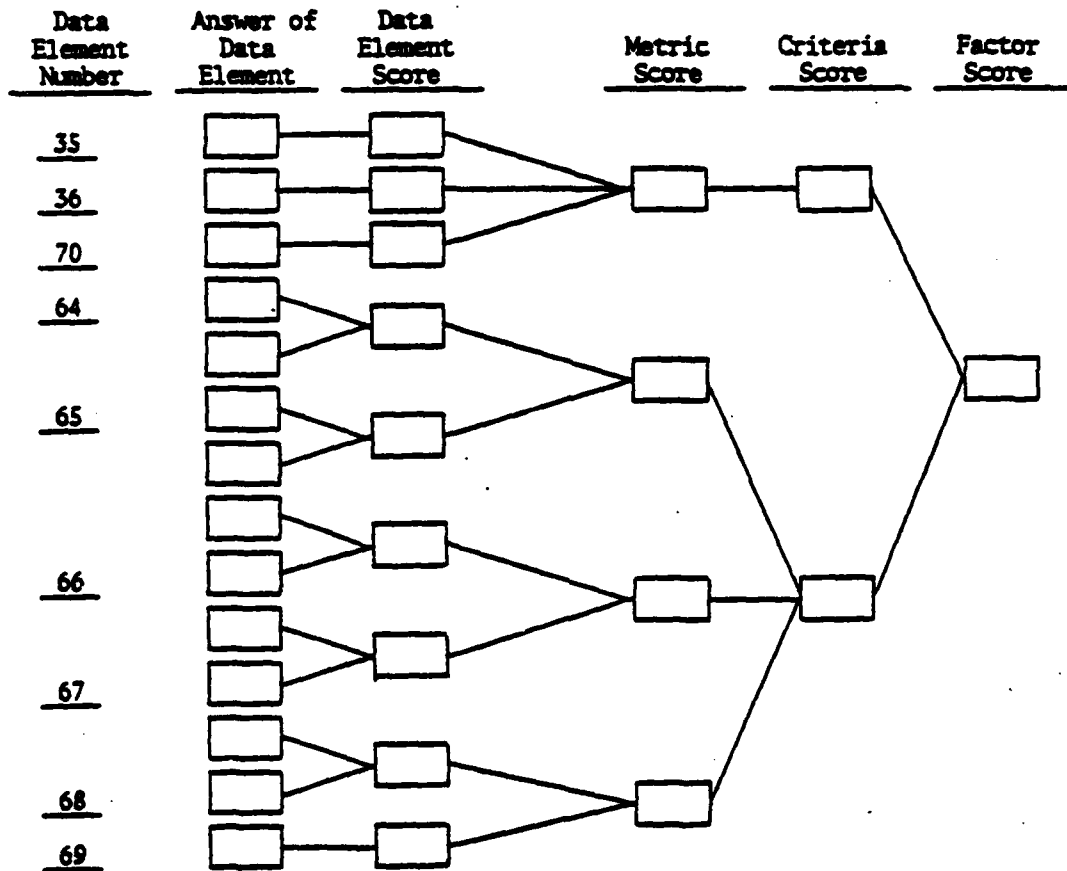 Data Element Number
Answer of Data Element
Data Element Score
Metric Score
Criteria Score
Factor Score
35
36
70
64
65
66
67
68
69